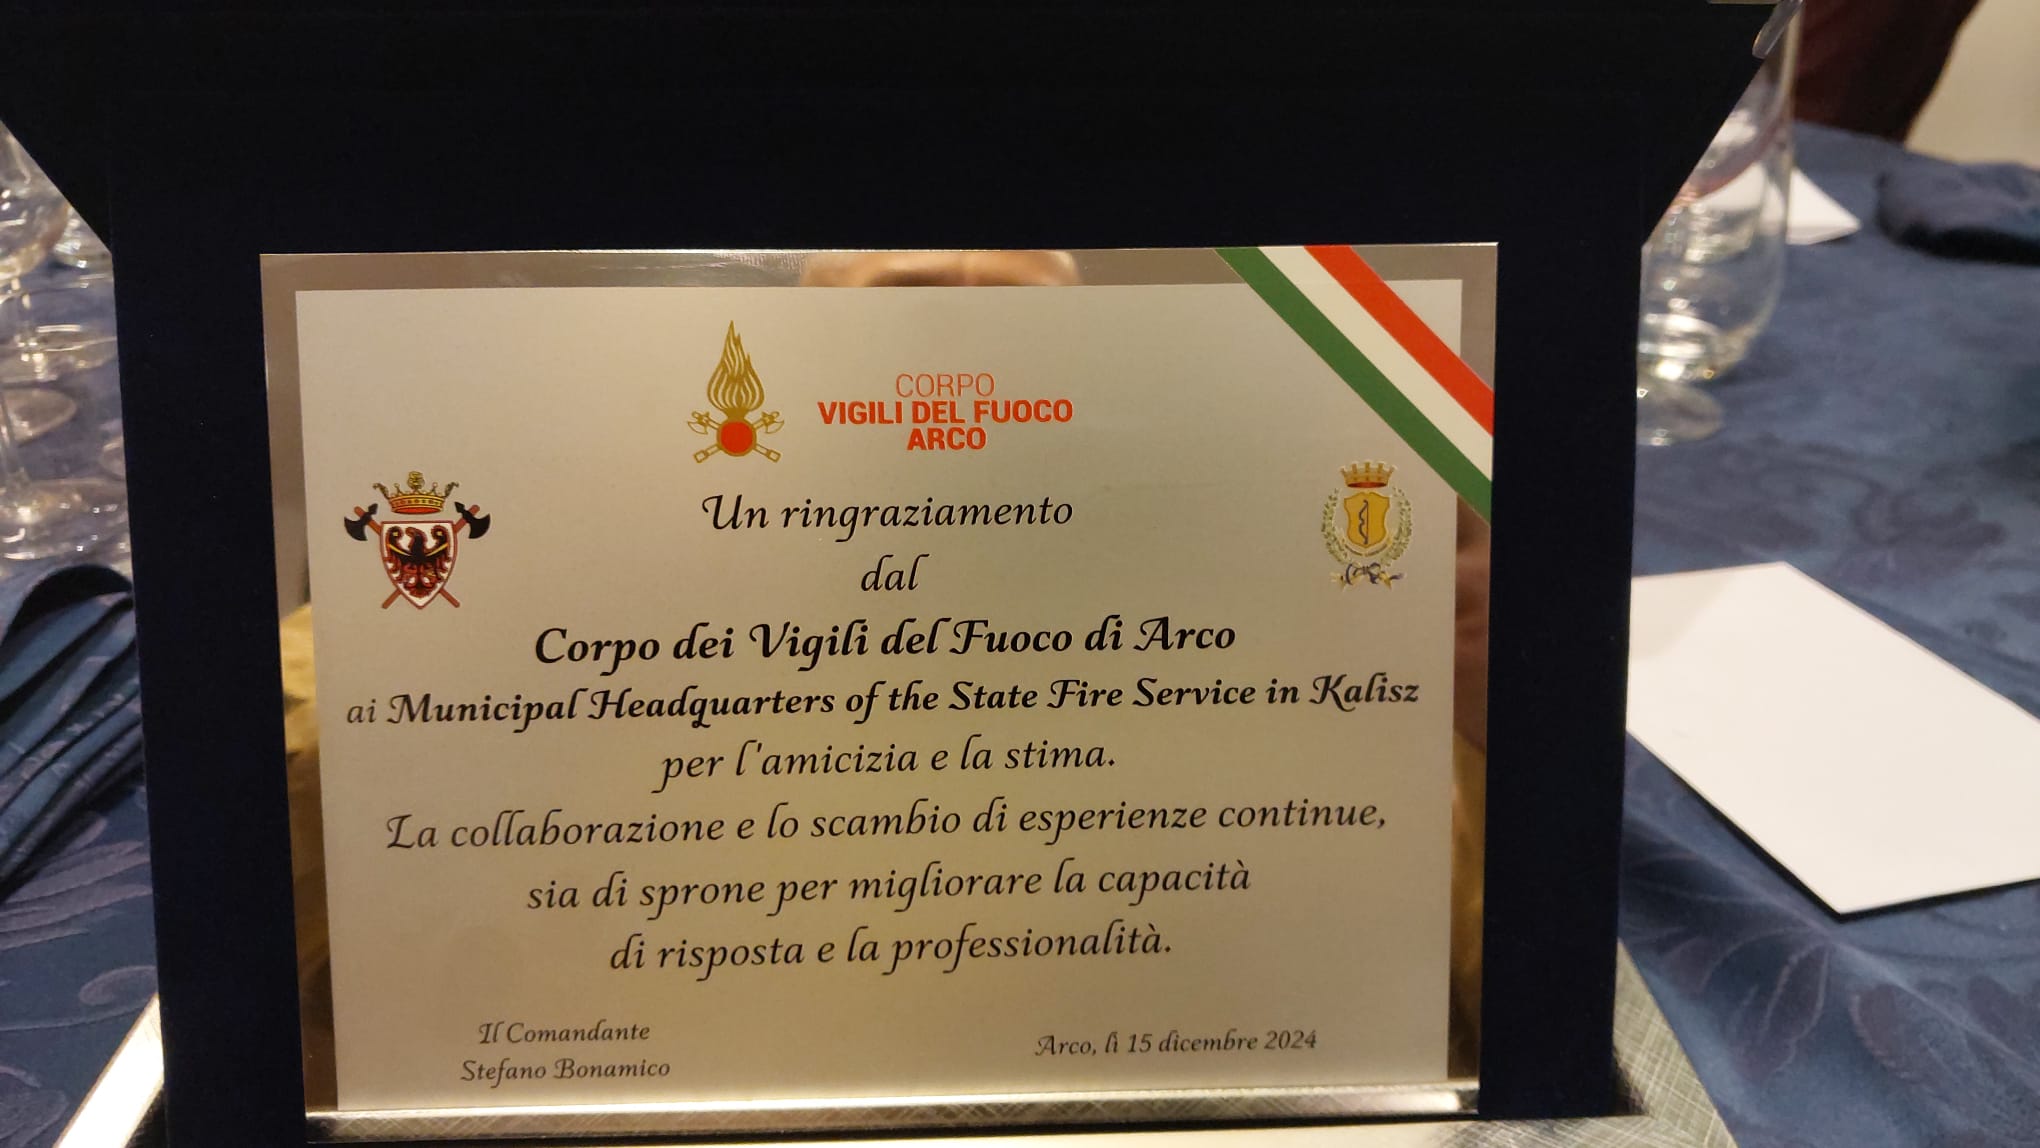 CORPO
VIGILI DEL FUOCO
ARCO
Un ringraziamento
dal
Corpo dei Vigili del Fuoco di Arco
ai Municipal Headquarters of the State Fire Service in Kalisz
per l'amicizia e la stima.
La collaborazione e lo scambio di esperienze continue,
sia di sprone per migliorare la capacità
di risposta e la professionalità.
Il Comandante
Stefano Bonamico
Arco, lì 15 dicembre 2024